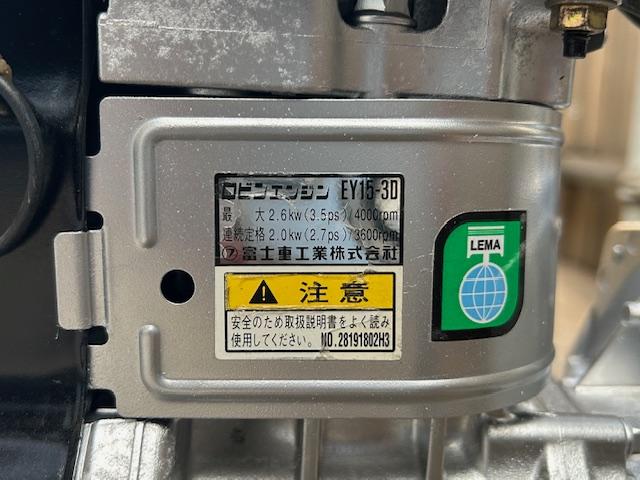 ロビンエンジン EY15-3D
最 大 2.6kw(3.5ps)/4000rpm
連続定格 2.0kw(2.7ps)/3600rpm
ア 富士重工業株式会社
注意
安全のため取扱説明書をよく読み
使用してください。 NO.28191802H3
LEMA